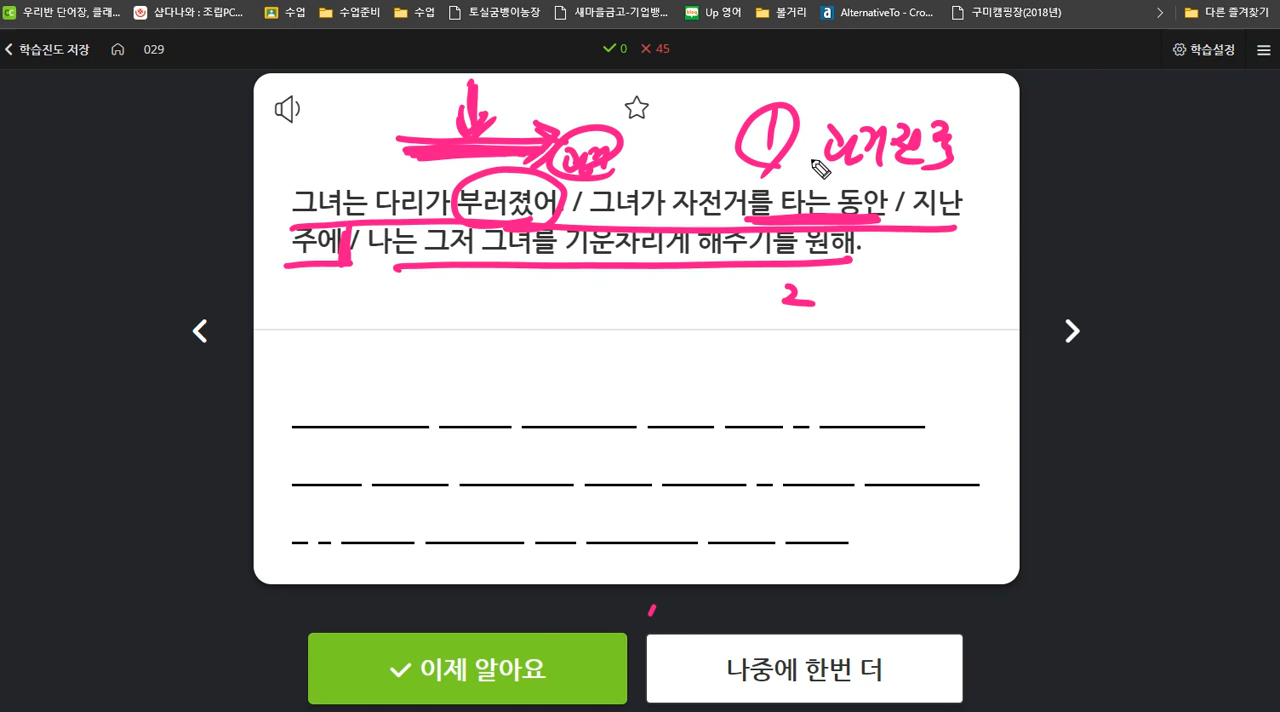 우리반 단어장, 클래... 샵다나와 : 조립PC... 수업 수업준비 수업 토실굼벵이농장 새마을금고-기업뱅... Up 영어 볼거리 AlternativeTo - Cro... 구미캠핑장(2018년) 다른 즐겨찾기
학습진도 저장 029 0 45 학습설정
1
그녀는 다리가 부러졌어. / 그녀가 자전거를 타는 동안 / 지난
주에 / 나는 그저 그녀를 기운차리게 해주기를 원해.
2
이제 알아요 나중에 한번 더